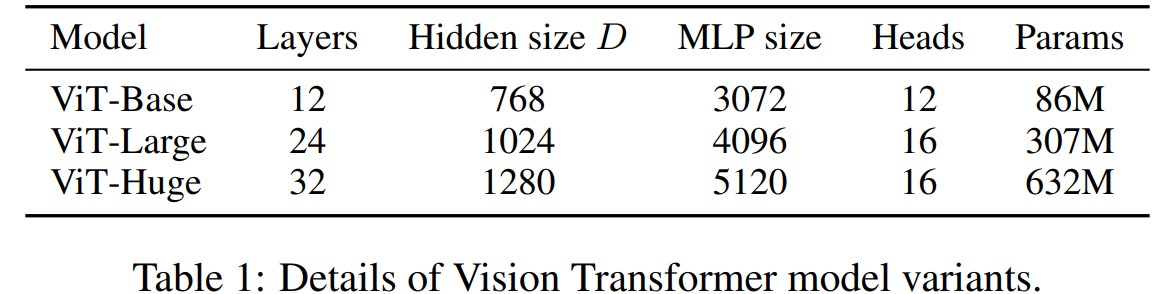 Model Layers Hidden size D MLP size Heads Params
ViT-Base 12 768 3072 12 86M
ViT-Large 24 1024 4096 16 307M
ViT-Huge 32 1280 5120 16 632M
Table 1: Details of Vision Transformer model variants.